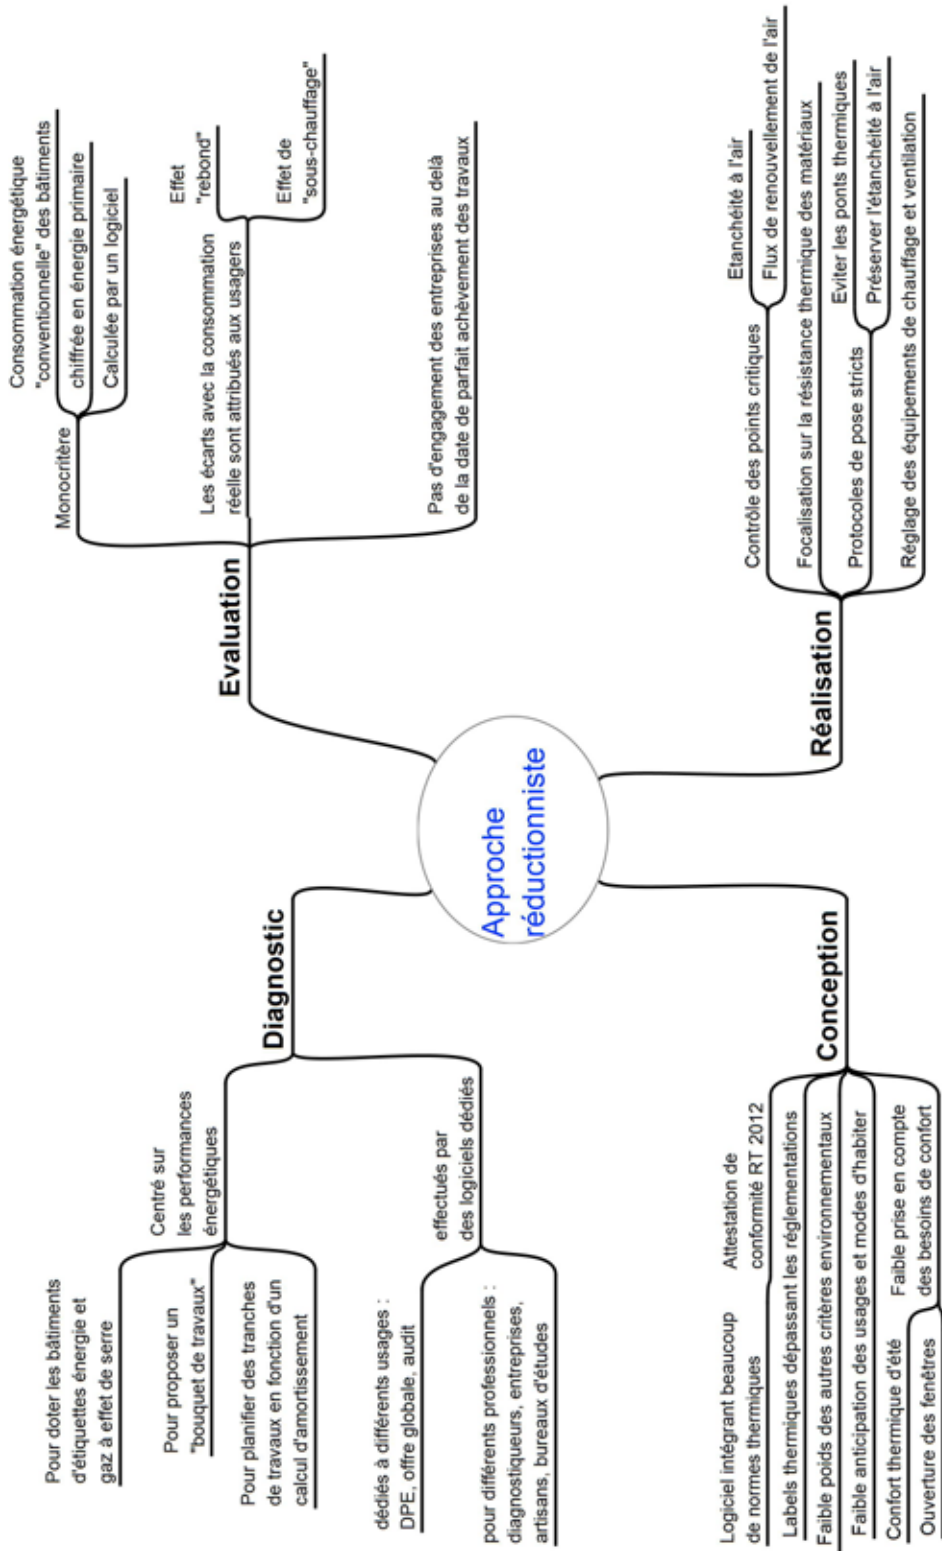 Approche
réductionniste
Diagnostic
Centré sur
les performances
énergétiques
Pour doter les bâtiments
d'étiquettes énergie et
gaz à effet de serre
Pour proposer un
"bouquet de travaux"
Pour planifier des tranches
de travaux en fonction d'un
calcul d'amortissement
effectués par
des logiciels dédiés
dédiés à différents usages :
DPE, offre globale, audit
pour différents professionnels :
diagnostiqueurs, entreprises,
artisans, bureaux d'études
Evaluation
Monocritère
Consommation énergétique
"conventionnelle" des bâtiments
chiffrée en énergie primaire
Calculée par un logiciel
Les écarts avec la consommation
réelle sont attribués aux usagers
Effet
"rebond"
Effet de
"sous-chauffage"
Pas d'engagement des entreprises au delà
de la date de parfait achèvement des travaux
Conception
Attestation de
conformité RT 2012
Logiciel intégrant beaucoup
de normes thermiques
Labels thermiques dépassant les réglementations
Faible poids des autres critères environnementaux
Faible anticipation des usages et modes d'habiter
Faible prise en compte
des besoins de confort
Confort thermique d'été
Ouverture des fenêtres
Réalisation
Contrôle des points critiques
Etanchéité à l'air
Flux de renouvellement de l'air
Focalisation sur la résistance thermique des matériaux
Protocoles de pose stricts
Eviter les ponts thermiques
Préserver l'étanchéité à l'air
Réglage des équipements de chauffage et ventilation